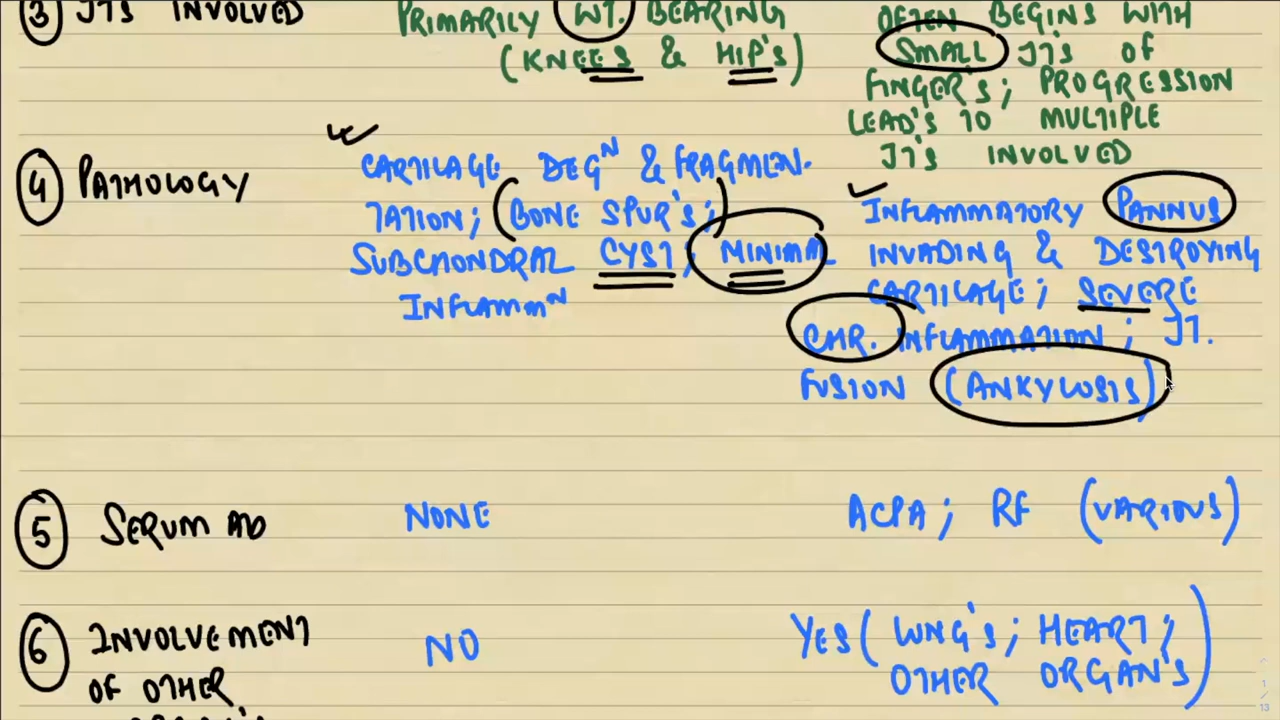 ③ JTS INVOLVED
PRIMARILY WT. BEARING
(KNEES & HIP'S)
OFTEN BEGINS WITH
SMALL JT'S OF
FINGER'S; PROGRESSION
LEAD'S TO MULTIPLE
JT'S INVOLVED
④ PATHOLOGY
CARTILAGE DEGᴺ & FRAGMEN-
TATION; (BONE SPUR'S;)
SUBCHONDRAL CYST; MINIMAL
INFLAMMᴺ
INFLAMMATORY PANNUS
INVADING & DESTROYING
CARTILAGE; SEVERE
CHR. INFLAMMATION; JT.
FUSION (ANKYLOSIS)
⑤ SERUM AB
NONE
ACPA; RF (VARIOUS)
⑥ INVOLVEMENT
OF OTHER
NO
YES (LUNG'S; HEART;
OTHER ORGAN'S)
1
/
13